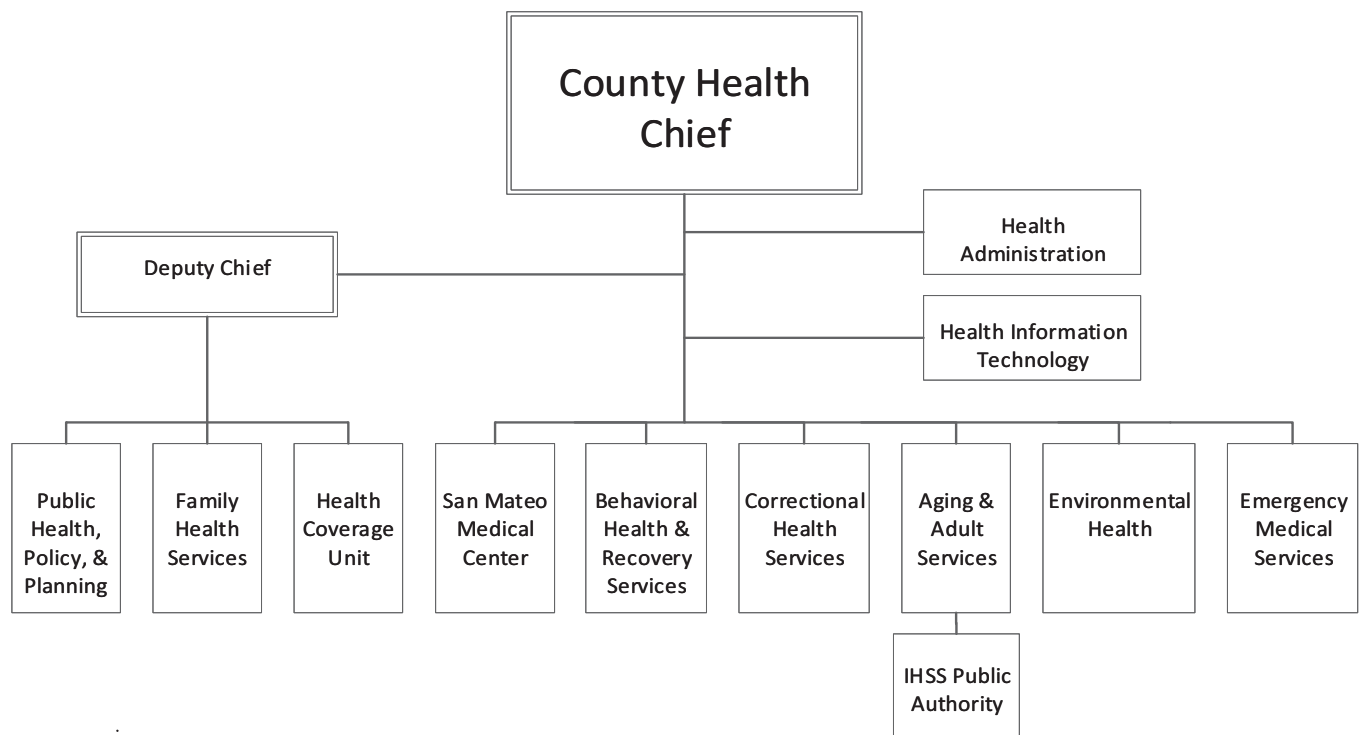 County Health
Chief
Health
Administration
Deputy Chief
Health Information
Technology
Public
Health,
Policy, &
Planning
Family
Health
Services
Health
Coverage
Unit
San Mateo
Medical
Center
Behavioral
Health &
Recovery
Services
Correctional
Health
Services
Aging &
Adult
Services
Environmental
Health
Emergency
Medical
Services
IHSS Public
Authority